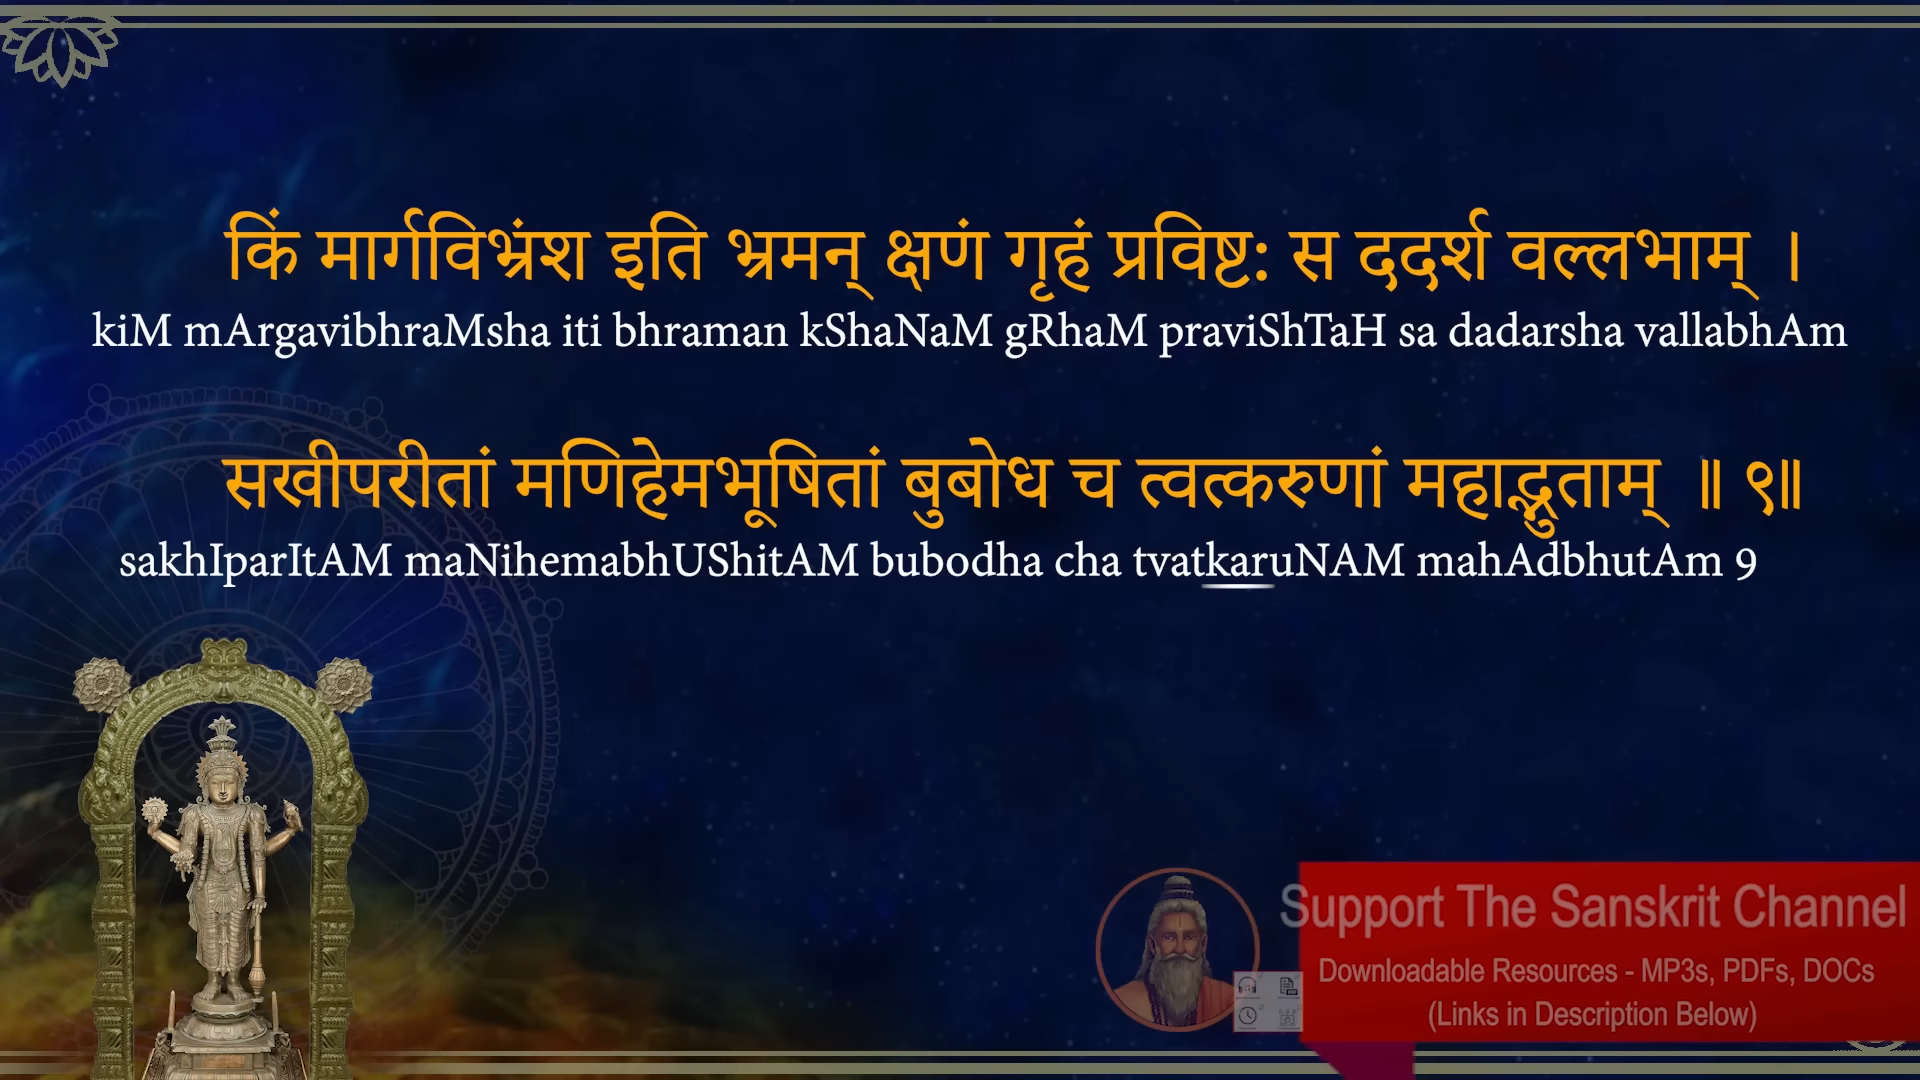 किं मार्गविभ्रंश इति भ्रमन् क्षणं गृहं प्रविष्ट: स ददर्श वल्लभाम् ।
kiM mArgavibhraMsha iti bhraman kShaNaM gRhaM praviShTaH sa dadarsha vallabhAm
सखीपरीतां मणिहेमभूषितां बुबोध च त्वत्करुणां महाद्भुताम् ॥ ९॥
sakhIparItAM maNihemabhUShitAM bubodha cha tvatkaruNAM mahAdbhutAm 9
Support The Sanskrit Channel
Downloadable Resources - MP3s, PDFs, DOCs
(Links in Description Below)